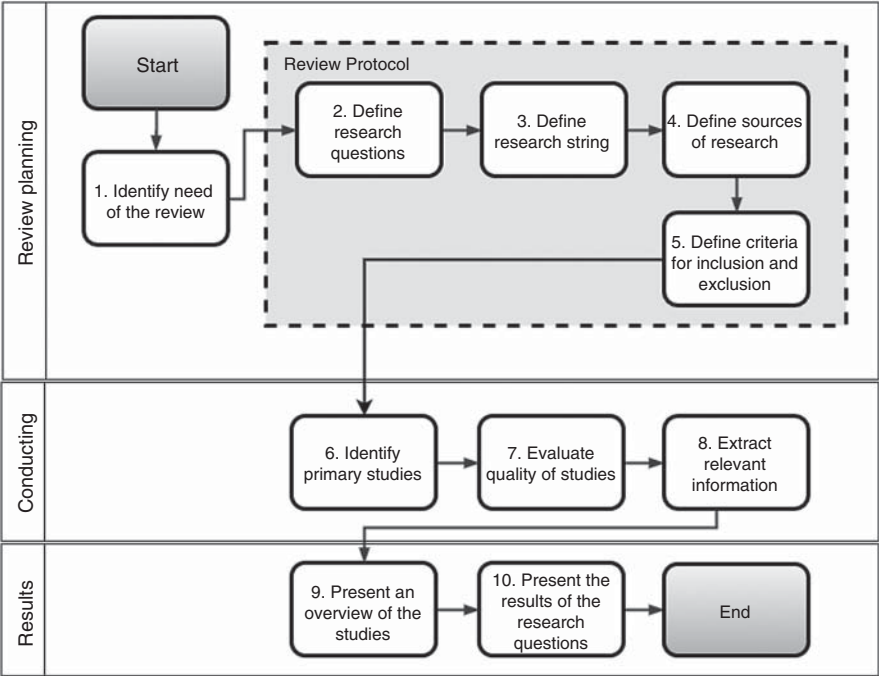 Review planning
Start
1. Identify need
of the review
Review Protocol
2. Define
research
questions
3. Define
research string
4. Define sources
of research
5. Define criteria
for inclusion and
exclusion
Conducting
6. Identify
primary studies
7. Evaluate
quality of studies
8. Extract
relevant
information
Results
9. Present an
overview of the
studies
10. Present the
results of the
research
questions
End